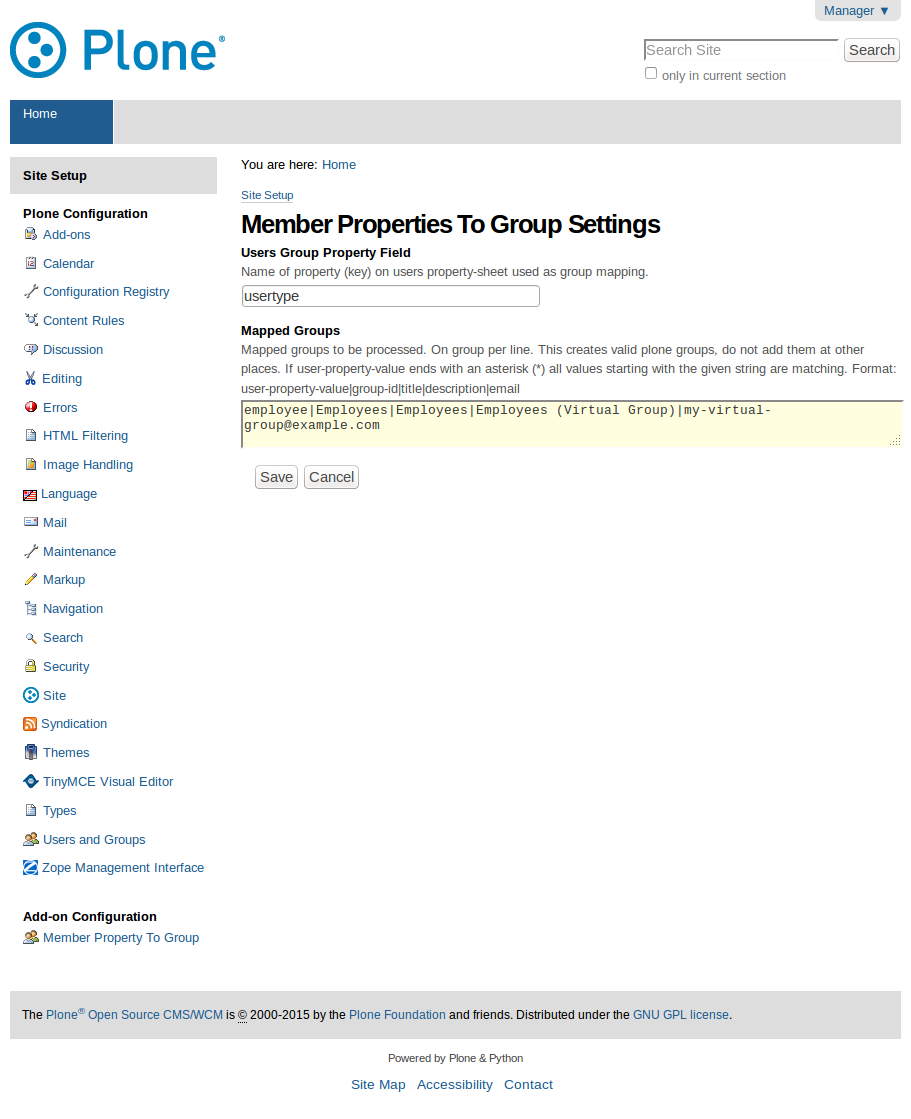 Manager ▼
Plone®
Search Site
Search
only in current section
Home
Site Setup
Plone Configuration
Add-ons
Calendar
Configuration Registry
Content Rules
Discussion
Editing
Errors
HTML Filtering
Image Handling
Language
Mail
Maintenance
Markup
Navigation
Search
Security
Site
Syndication
Themes
TinyMCE Visual Editor
Types
Users and Groups
Zope Management Interface
Add-on Configuration
Member Property To Group
You are here: Home
Site Setup
Member Properties To Group Settings
Users Group Property Field
Name of property (key) on users property-sheet used as group mapping.
usertype
Mapped Groups
Mapped groups to be processed. On group per line. This creates valid plone groups, do not add them at other
places. If user-property-value ends with an asterisk (*) all values starting with the given string are matching. Format:
user-property-value|group-id|title|description|email
employee|Employees|Employees|Employees (Virtual Group)|my-virtual-
group@example.com
Save
Cancel
The Plone® Open Source CMS/WCM is © 2000-2015 by the Plone Foundation and friends. Distributed under the GNU GPL license.
Powered by Plone & Python
Site Map Accessibility Contact